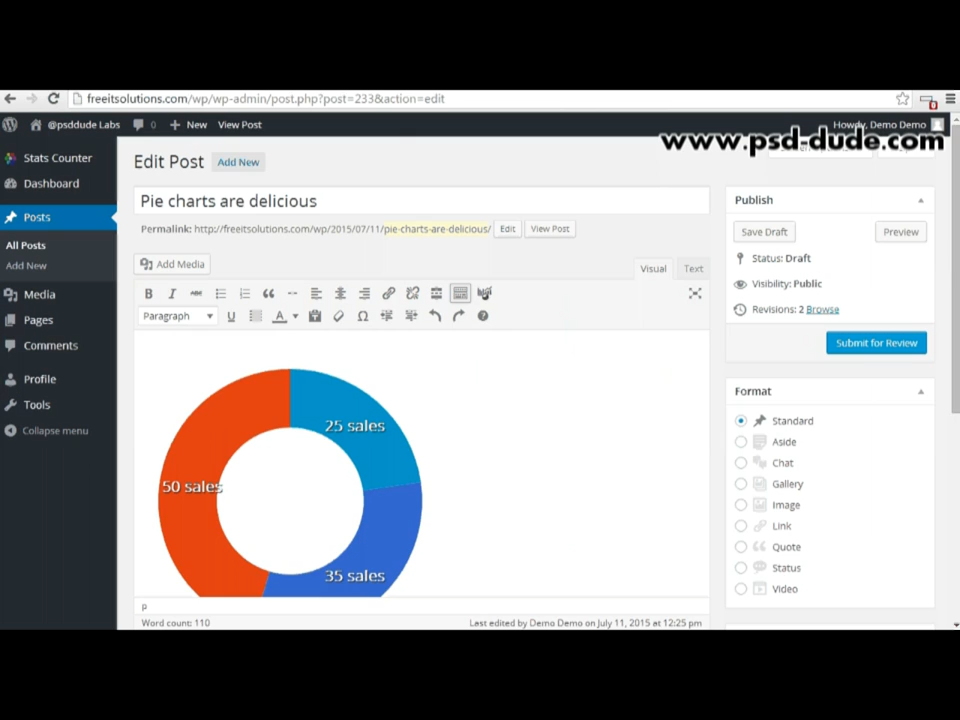 freeitsolutions.com/wp/wp-admin/post.php?post=233&action=edit
@psddude Labs 0 New View Post Howdy, Demo Demo
www.psd-dude.com
Stats Counter
Dashboard
Posts
All Posts
Add New
Media
Pages
Comments
Profile
Tools
Collapse menu
Edit Post Add New
Pie charts are delicious
Permalink: http://freeitsolutions.com/wp/2015/07/11/pie-charts-are-delicious/ Edit View Post
Add Media
Visual Text
B I ABC
Paragraph U A
25 sales
50 sales
35 sales
p
Word count: 110 Last edited by Demo Demo on July 11, 2015 at 12:25 pm
Publish
Save Draft Preview
Status: Draft
Visibility: Public
Revisions: 2 Browse
Submit for Review
Format
Standard
Aside
Chat
Gallery
Image
Link
Quote
Status
Video